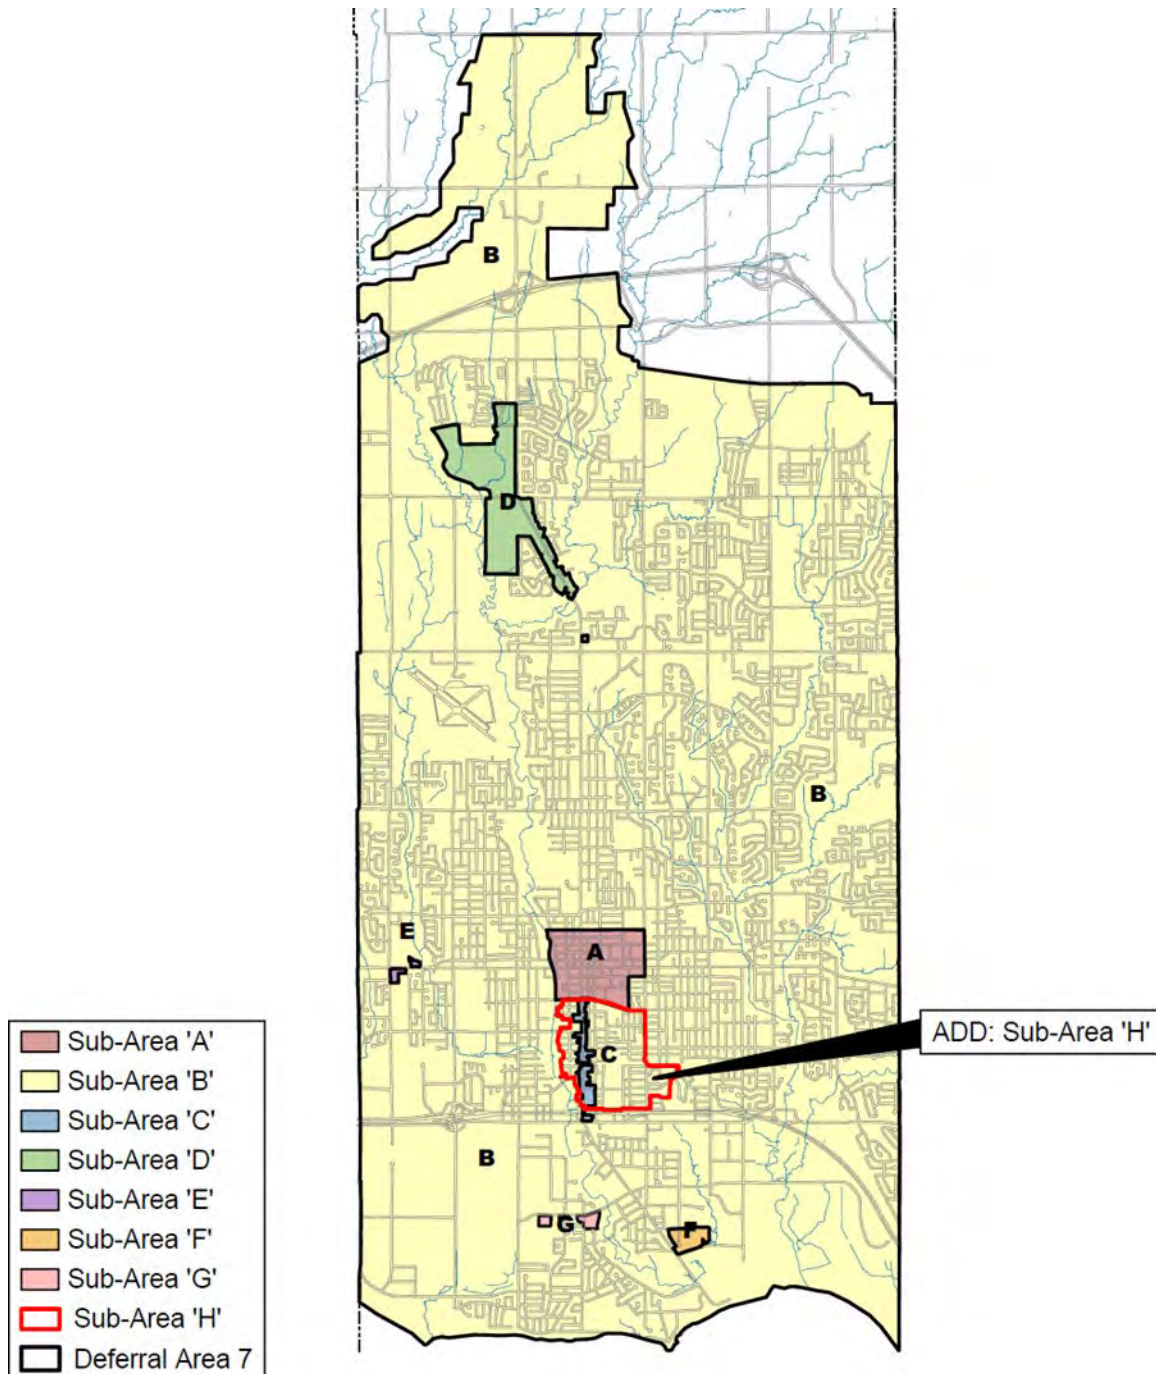 B
D
B
E
A
C
ADD: Sub-Area 'H'
B
G
F
Sub-Area 'A'
Sub-Area 'B'
Sub-Area 'C'
Sub-Area 'D'
Sub-Area 'E'
Sub-Area 'F'
Sub-Area 'G'
Sub-Area 'H'
Deferral Area 7